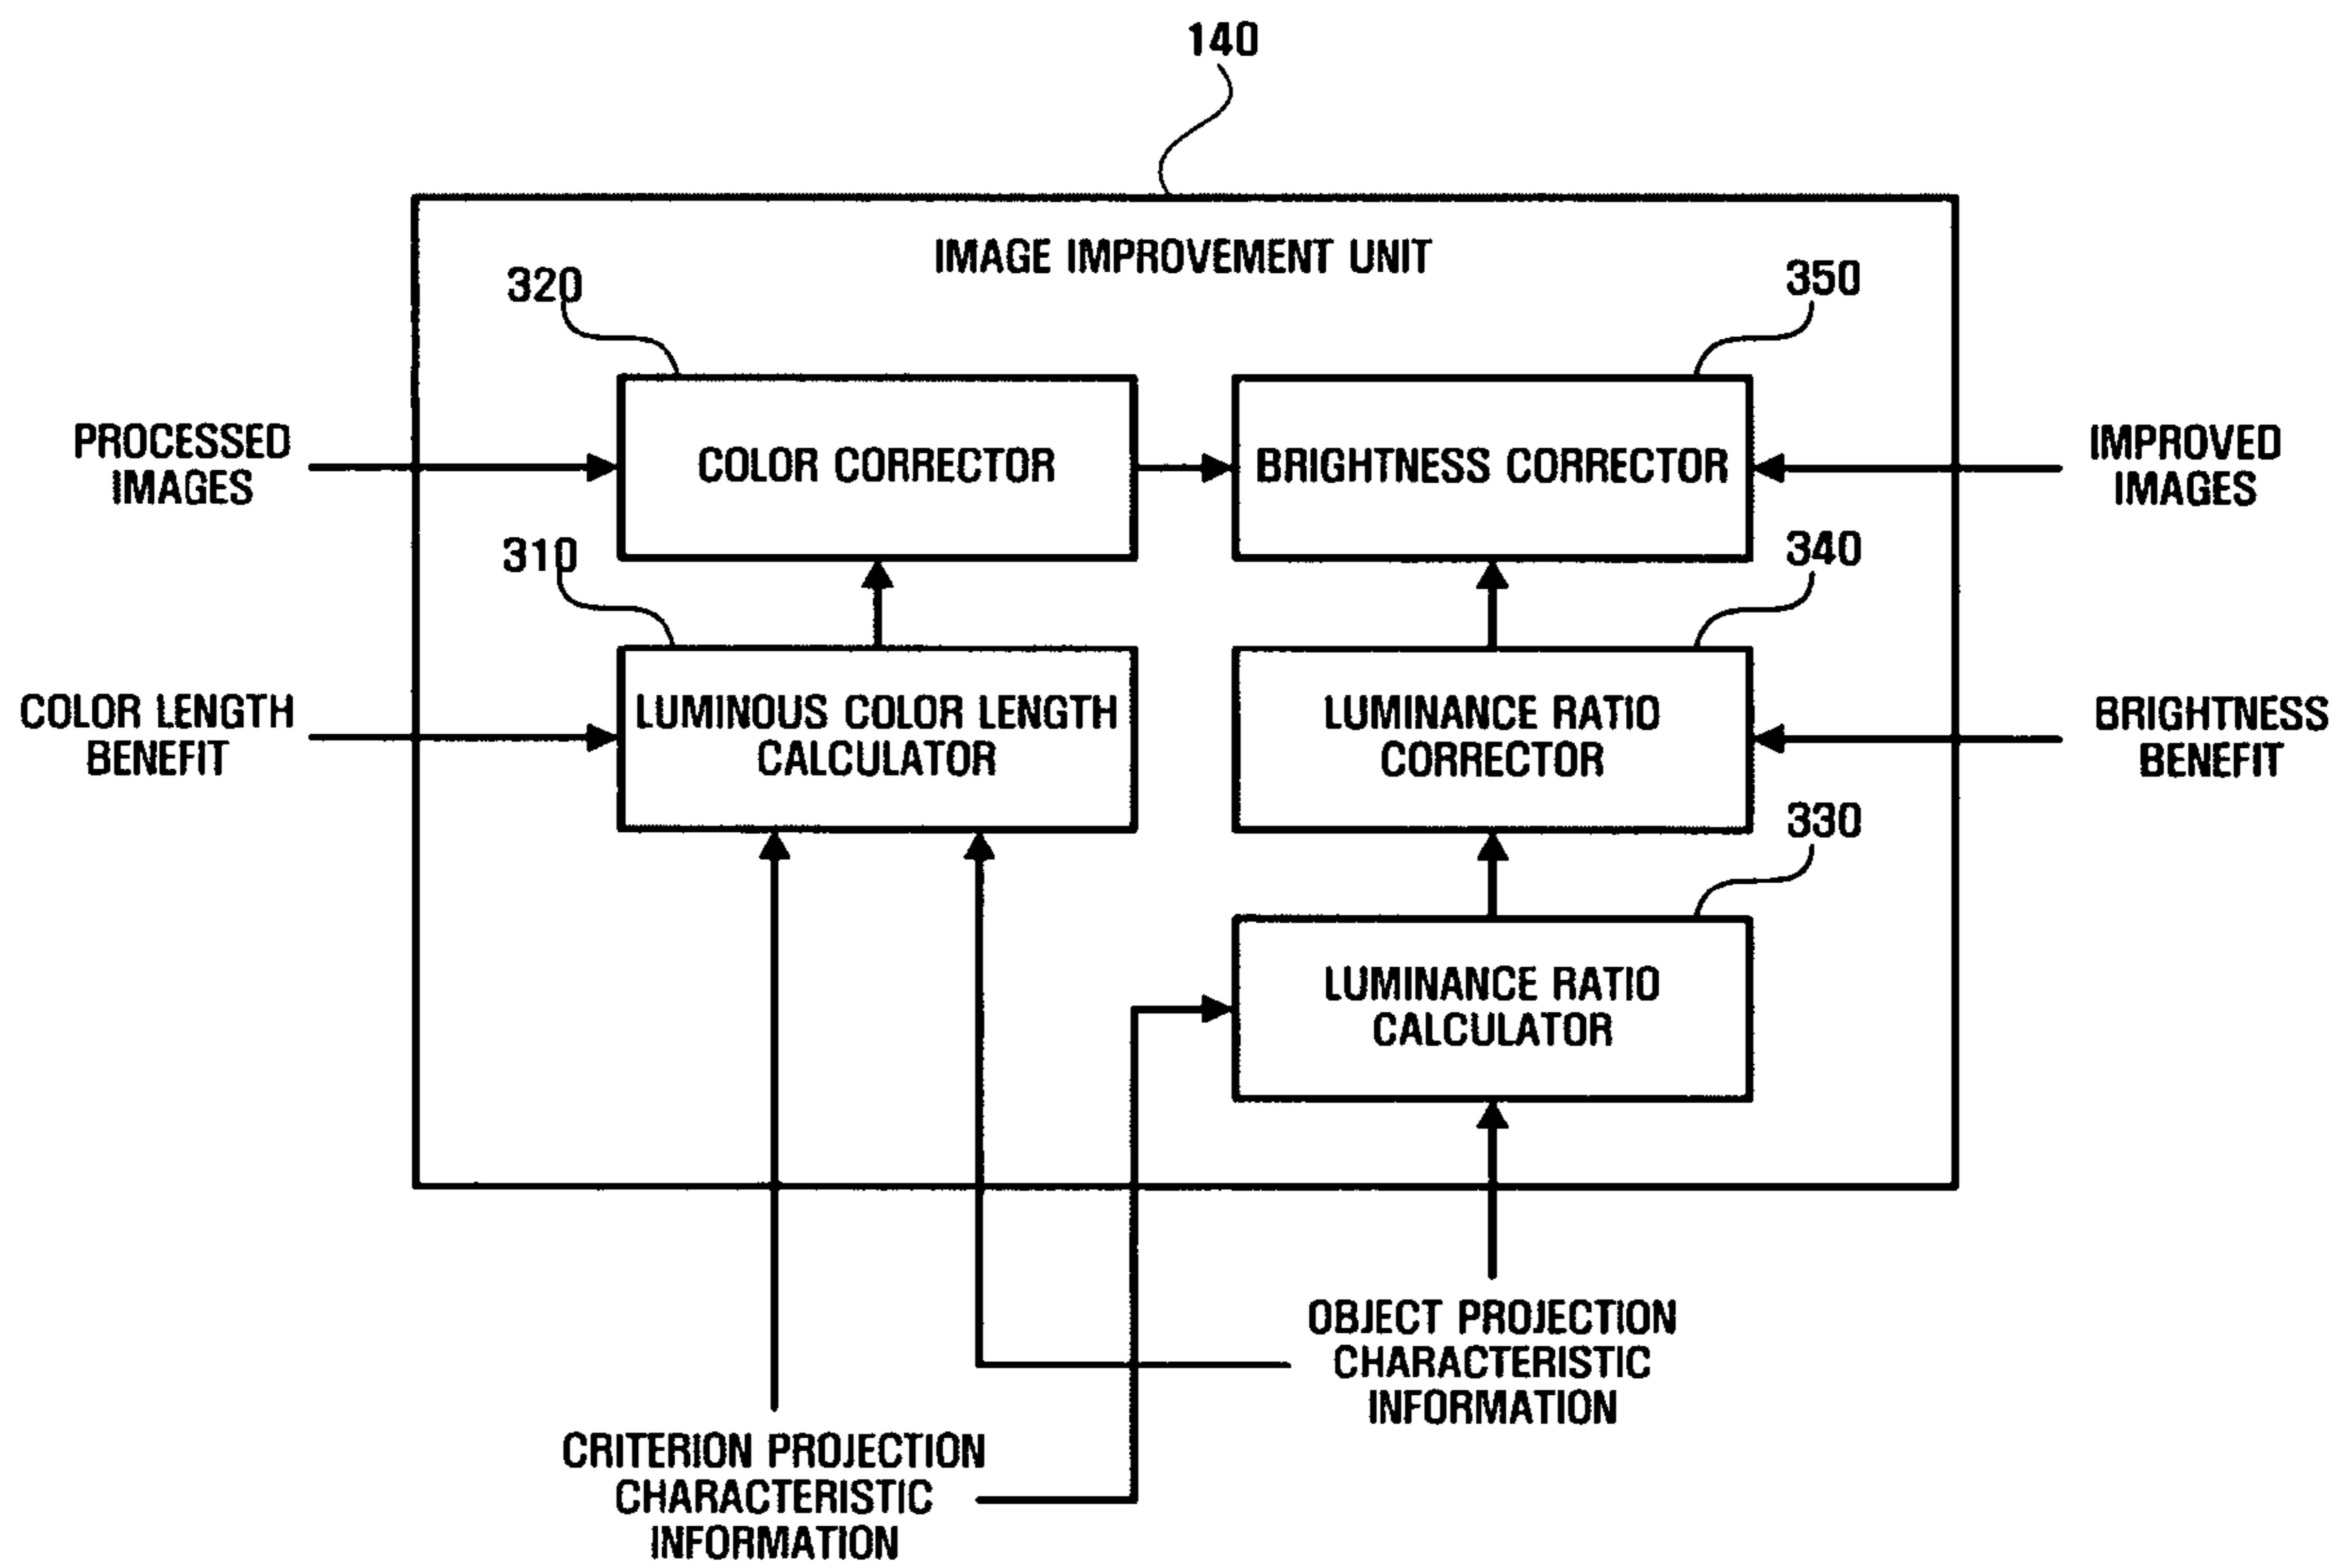 140
IMAGE IMPROVEMENT UNIT
320
350
PROCESSED
IMAGES
COLOR CORRECTOR
BRIGHTNESS CORRECTOR
IMPROVED
IMAGES
310
340
COLOR LENGTH
BENEFIT
LUMINOUS COLOR LENGTH
CALCULATOR
LUMINANCE RATIO
CORRECTOR
BRIGHTNESS
BENEFIT
330
LUMINANCE RATIO
CALCULATOR
OBJECT PROJECTION
CHARACTERISTIC
INFORMATION
CRITERION PROJECTION
CHARACTERISTIC
INFORMATION